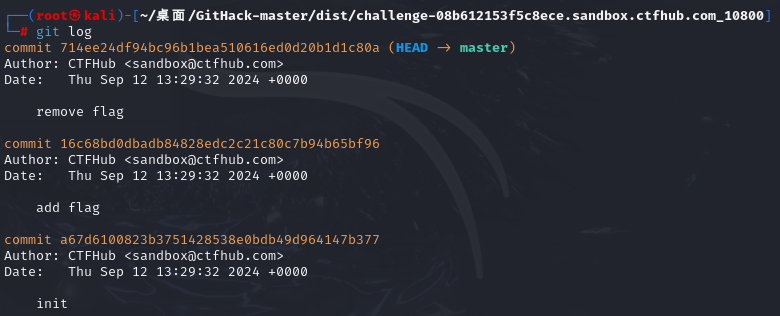 ┌──(root㉿kali)-[~/桌面/GitHack-master/dist/challenge-08b612153f5c8ece.sandbox.ctfhub.com_10800]
└─# git log
commit 714ee24df94bc96b1bea510616ed0d20b1d1c80a (HEAD -> master)
Author: CTFHub <sandbox@ctfhub.com>
Date:   Thu Sep 12 13:29:32 2024 +0000

    remove flag

commit 16c68bd0dbadb84828edc2c21c80c7b94b65bf96
Author: CTFHub <sandbox@ctfhub.com>
Date:   Thu Sep 12 13:29:32 2024 +0000

    add flag

commit a67d6100823b3751428538e0bdb49d964147b377
Author: CTFHub <sandbox@ctfhub.com>
Date:   Thu Sep 12 13:29:32 2024 +0000

    init